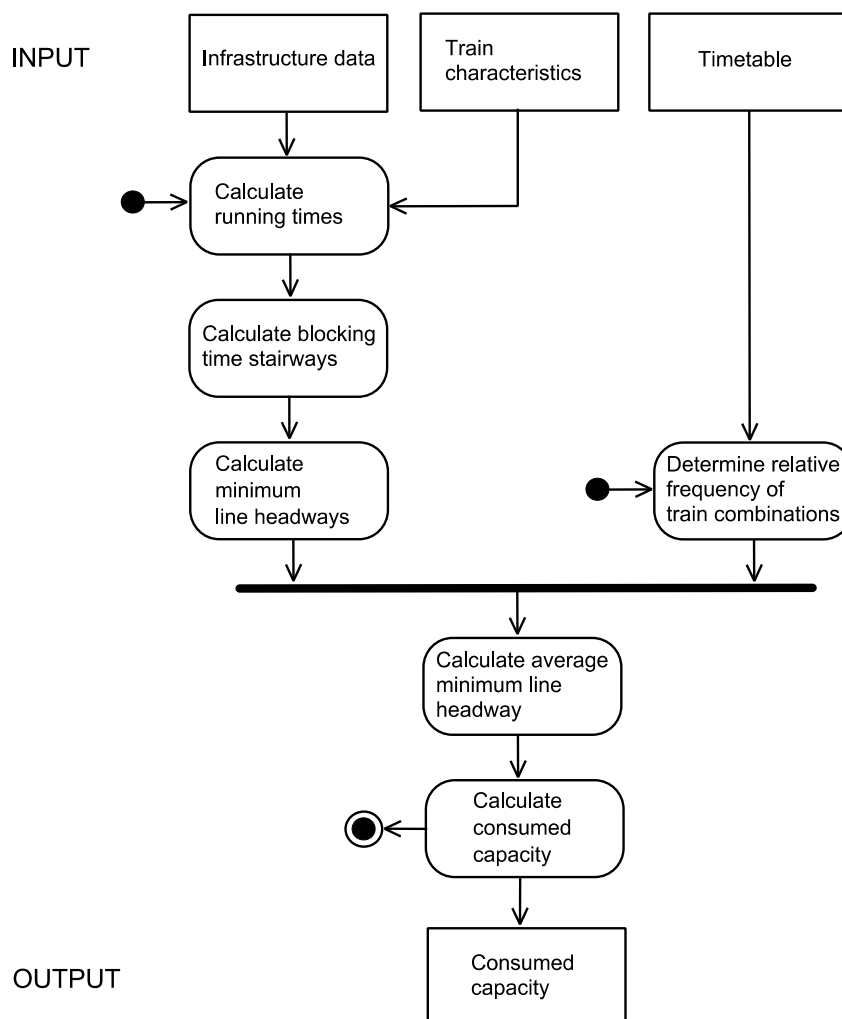 INPUT
Infrastructure data
Train
characteristics
Timetable
Calculate
running times
Calculate blocking
time stairways
Calculate
minimum
line headways
Determine relative
frequency of
train combinations
Calculate average
minimum line
headway
Calculate
consumed
capacity
OUTPUT
Consumed
capacity